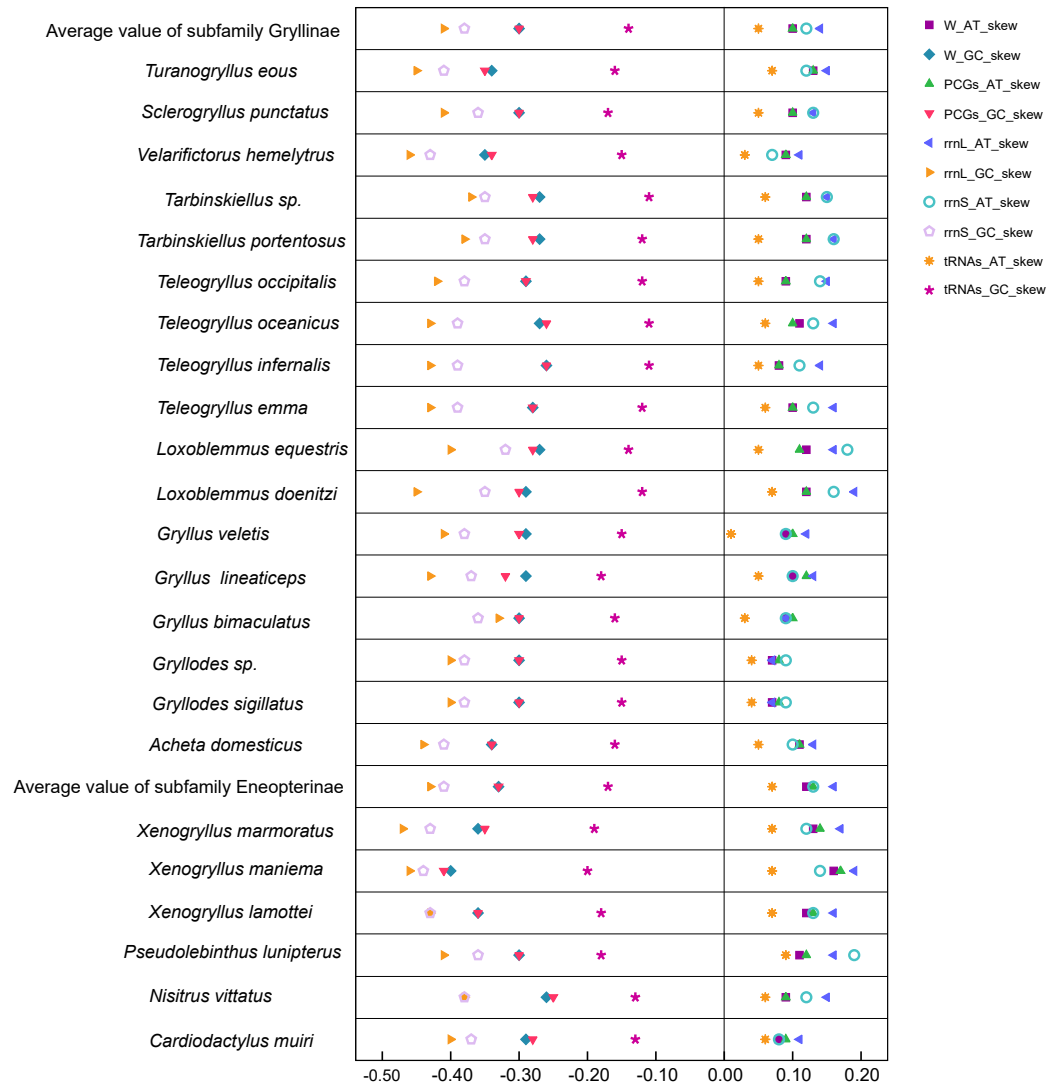 Average value of subfamily Gryllinae
Turanogryllus eous
Sclerogryllus punctatus
Velarifictorus hemelytrus
Tarbinskiellus sp.
Tarbinskiellus portentosus
Teleogryllus occipitalis
Teleogryllus oceanicus
Teleogryllus infernalis
Teleogryllus emma
Loxoblemmus equestris
Loxoblemmus doenitzi
Gryllus veletis
Gryllus lineaticeps
Gryllus bimaculatus
Gryllodes sp.
Gryllodes sigillatus
Acheta domesticus
Average value of subfamily Eneopterinae
Xenogryllus marmoratus
Xenogryllus maniema
Xenogryllus lamottei
Pseudolebinthus lunipterus
Nisitrus vittatus
Cardiodactylus muiri
-0.50 -0.40 -0.30 -0.20 -0.10 0.00 0.10 0.20
W_AT_skew
W_GC_skew
PCGs_AT_skew
PCGs_GC_skew
rrnL_AT_skew
rrnL_GC_skew
rrnS_AT_skew
rrnS_GC_skew
tRNAs_AT_skew
tRNAs_GC_skew